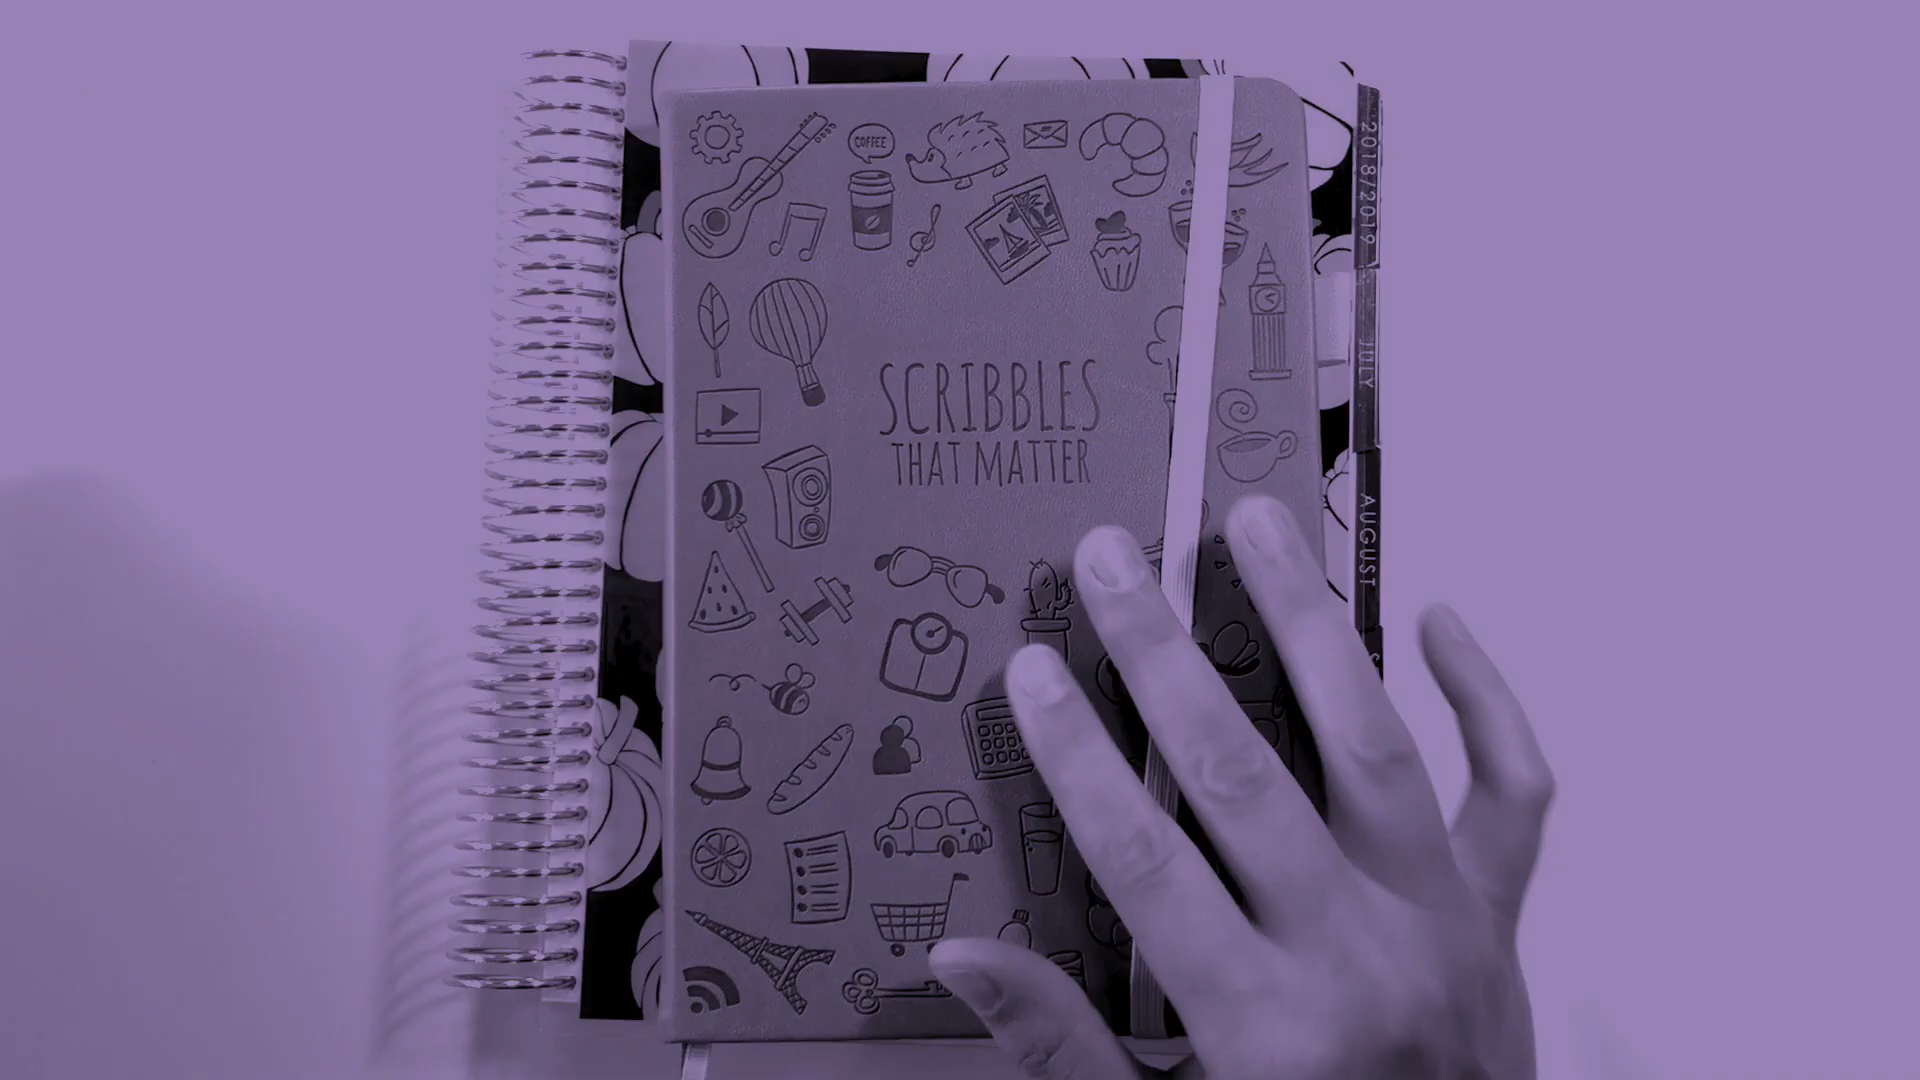 COFFEE
SCRIBBLES
THAT MATTER
2018/2019
JULY
AUGUST